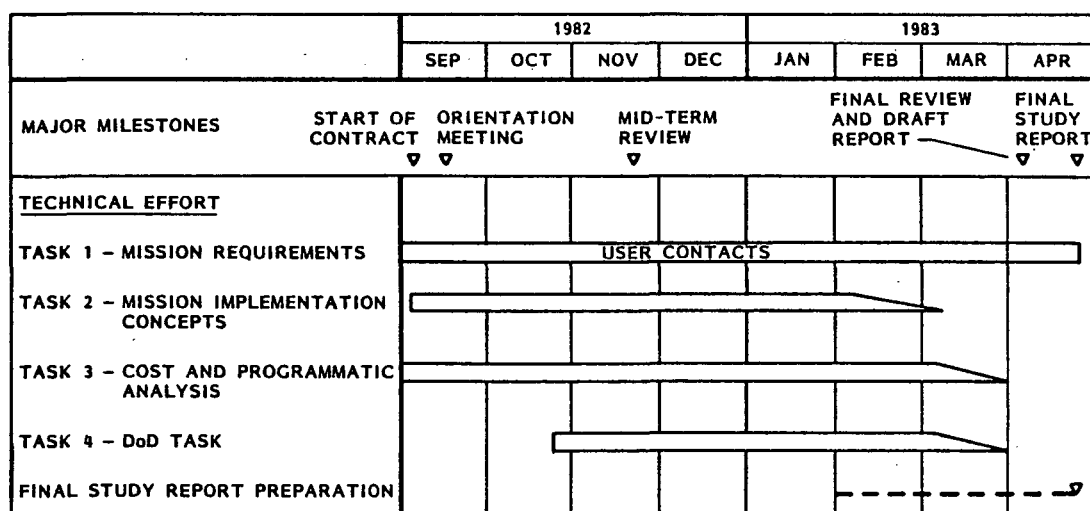 1982 1983
SEP OCT NOV DEC JAN FEB MAR APR
MAJOR MILESTONES
START OF
CONTRACT
ORIENTATION
MEETING
MID-TERM
REVIEW
FINAL REVIEW
AND DRAFT
REPORT
FINAL
STUDY
REPORT
TECHNICAL EFFORT
TASK 1 – MISSION REQUIREMENTS
USER CONTACTS
TASK 2 – MISSION IMPLEMENTATION
CONCEPTS
TASK 3 – COST AND PROGRAMMATIC
ANALYSIS
TASK 4 – DoD TASK
FINAL STUDY REPORT PREPARATION